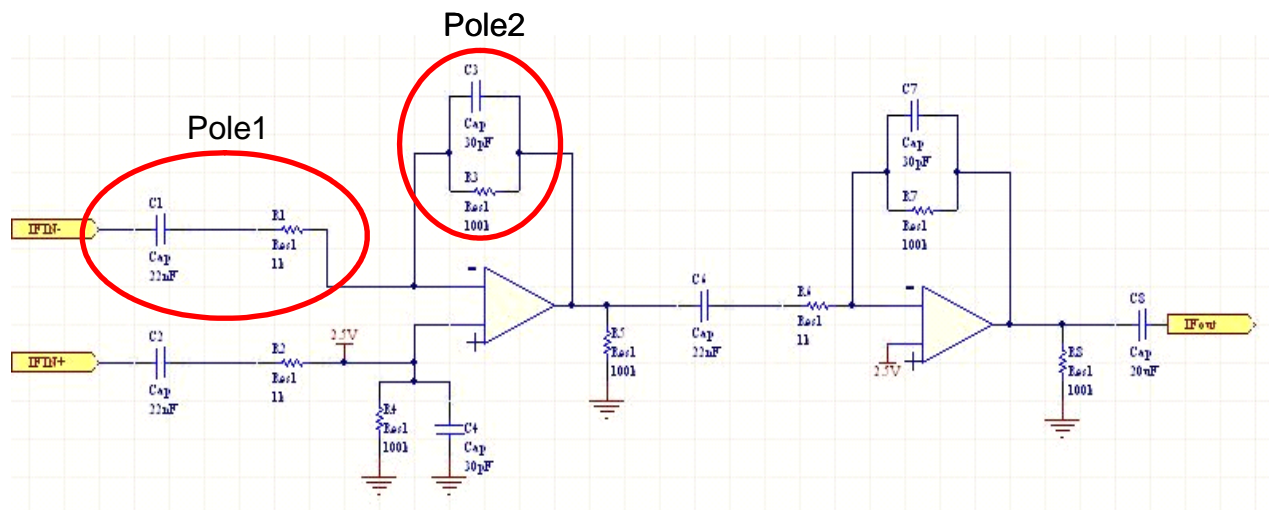 Pole2
Pole1
C3
Cap
30pF
R3
Res1
100k
C7
Cap
30pF
R7
Res1
100k
IFIN-
C1
Cap
22nF
R1
Res1
1k
IFIN+
C2
Cap
22nF
R2
Res1
1k
2.5V
-
+
R4
Res1
100k
C4
Cap
30pF
R5
Res1
100k
C6
Cap
22nF
R6
Res1
1k
-
+
2.5V
R8
Res1
100k
C8
Cap
20nF
IFout